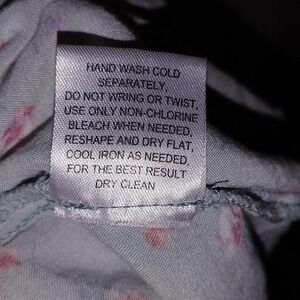 HAND WASH COLD
SEPARATELY.
DO NOT WRING OR TWIST,
USE ONLY NON-CHLORINE
BLEACH WHEN NEEDED,
RESHAPE AND DRY FLAT,
COOL IRON AS NEEDED
FOR THE BEST RESULT
DRY CLEAN